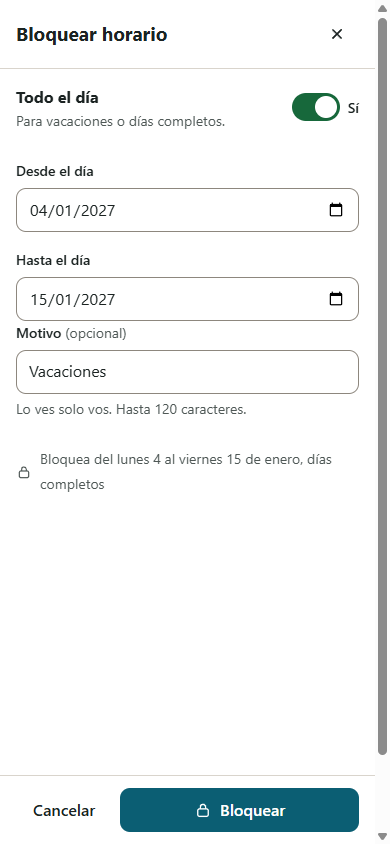 Bloquear horario
Todo el día
Sí
Para vacaciones o días completos.
Desde el día
04/01/2027
Hasta el día
15/01/2027
Motivo (opcional)
Vacaciones
Lo ves solo vos. Hasta 120 caracteres.
Bloquea del lunes 4 al viernes 15 de enero, días
completos
Cancelar
Bloquear